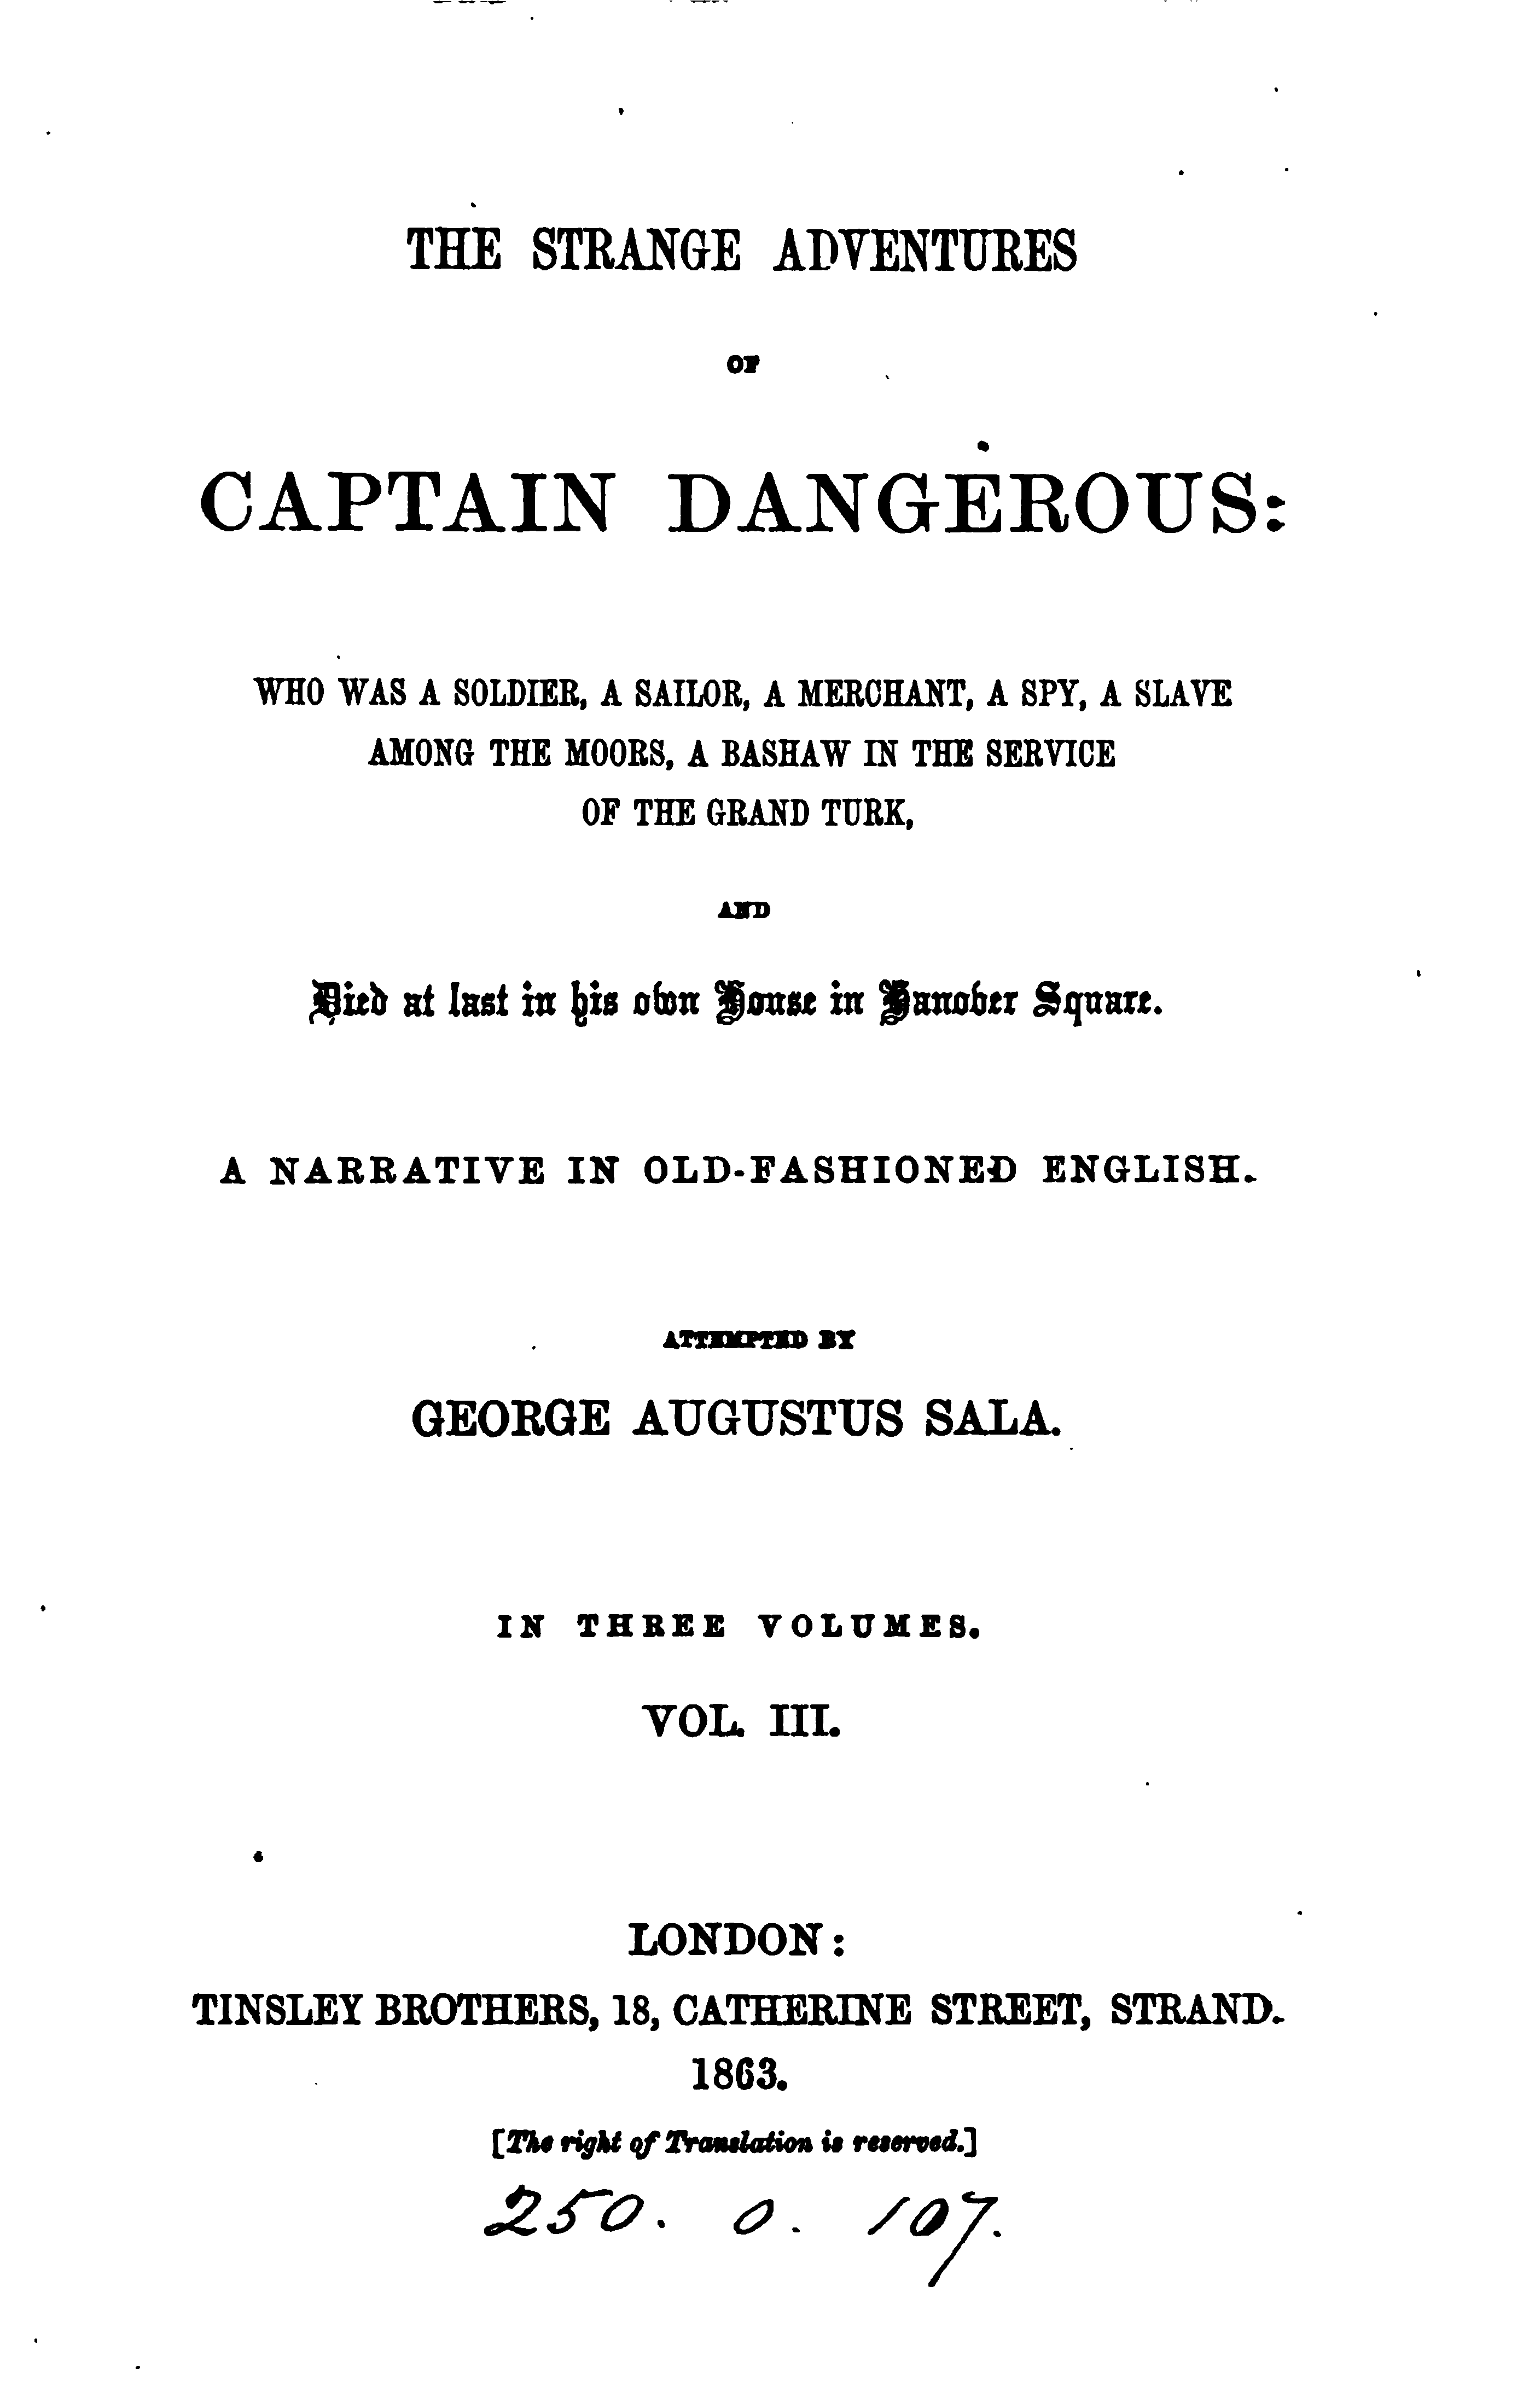 THE STRANGE ADVENTURES
OF
CAPTAIN DANGEROUS:
WHO WAS A SOLDIER, A SAILOR, A MERCHANT, A SPY, A SLAVE
AMONG THE MOORS, A BASHAW IN THE SERVICE
OF THE GRAND TURK,
AND
Died at last in his own House in Hanover Square.
A NARRATIVE IN OLD-FASHIONED ENGLISH.
ATTEMPTED BY
GEORGE AUGUSTUS SALA.
IN THREE VOLUMES.
VOL. III.
LONDON:
TINSLEY BROTHERS, 18, CATHERINE STREET, STRAND.
1863.
[The right of Translation is reserved.]
250. o. 107.